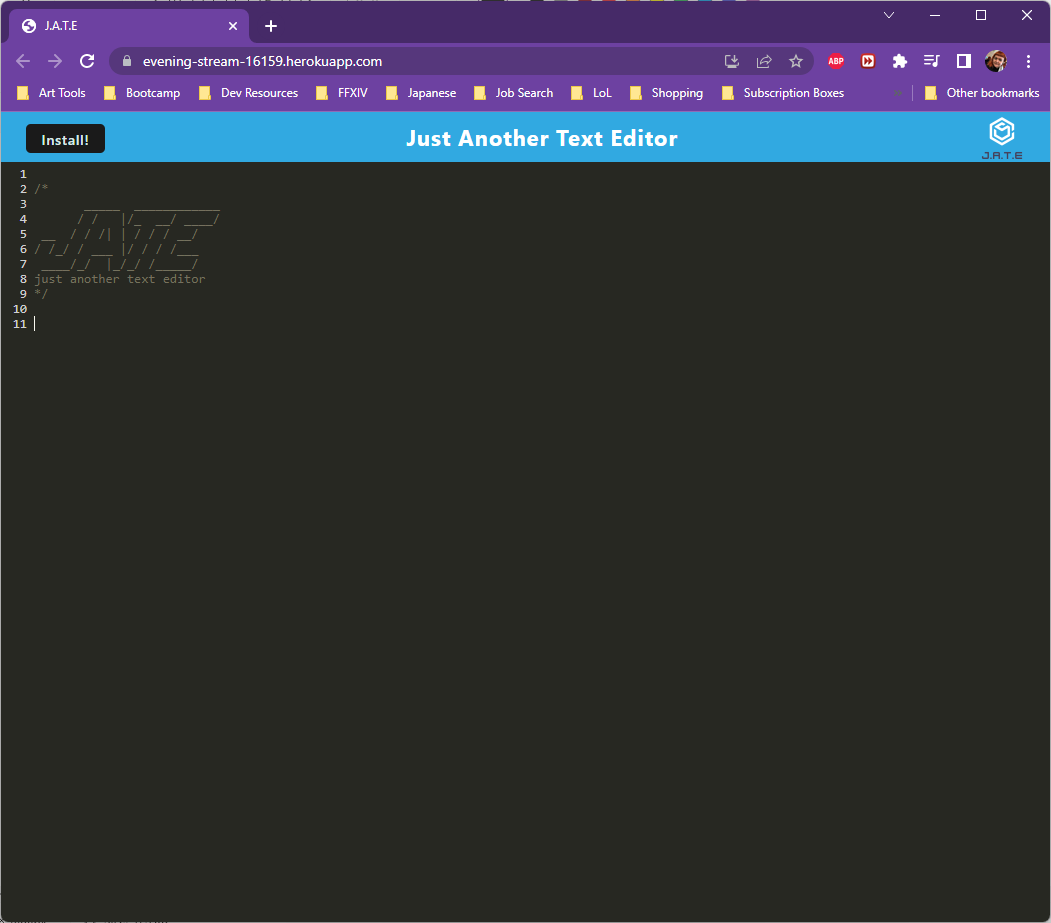 J.A.T.E
evening-stream-16159.herokuapp.com
ABP
Art Tools Bootcamp Dev Resources FFXIV Japanese Job Search LoL Shopping Subscription Boxes » Other bookmarks
Install! Just Another Text Editor
J.A.T.E
1
2 /*
3        _____  ____________
4       / /   |/_  __/ ____/
5  __  / / /| | / / / __/
6 / /_/ / ___ |/ / / /___
7  ____/_/  |_/_/ /_____/
8 just another text editor
9 */
10
11